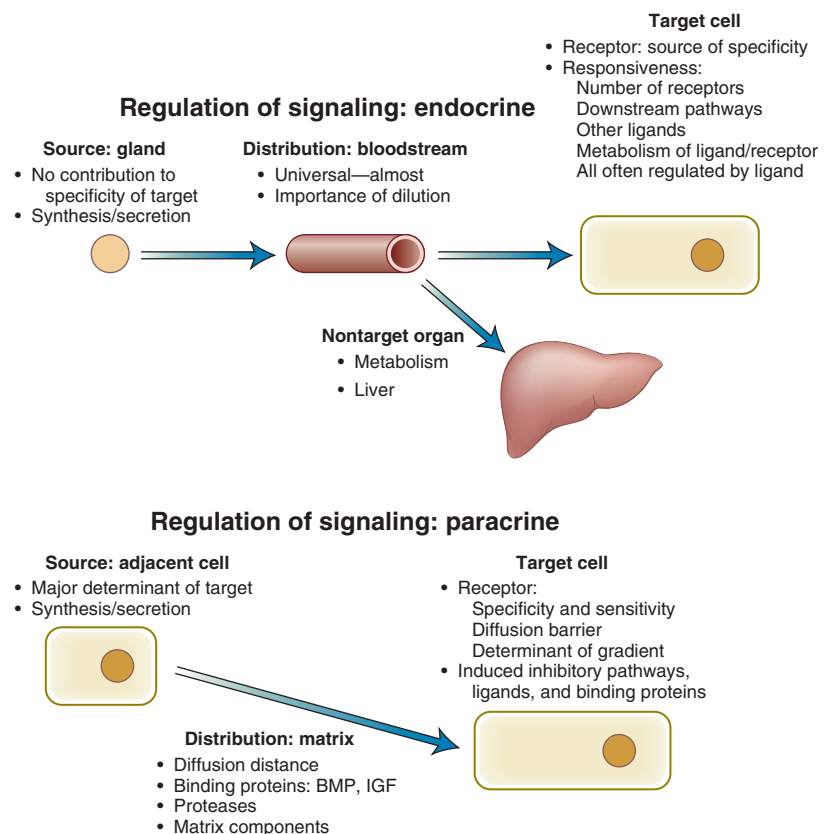 Target cell
• Receptor: source of specificity
• Responsiveness:
Number of receptors
Downstream pathways
Other ligands
Metabolism of ligand/receptor
All often regulated by ligand
Regulation of signaling: endocrine
Source: gland
• No contribution to
specificity of target
• Synthesis/secretion
Distribution: bloodstream
• Universal—almost
• Importance of dilution
Nontarget organ
• Metabolism
• Liver
Regulation of signaling: paracrine
Source: adjacent cell
• Major determinant of target
• Synthesis/secretion
Target cell
• Receptor:
Specificity and sensitivity
Diffusion barrier
Determinant of gradient
• Induced inhibitory pathways,
ligands, and binding proteins
Distribution: matrix
• Diffusion distance
• Binding proteins: BMP, IGF
• Proteases
• Matrix components